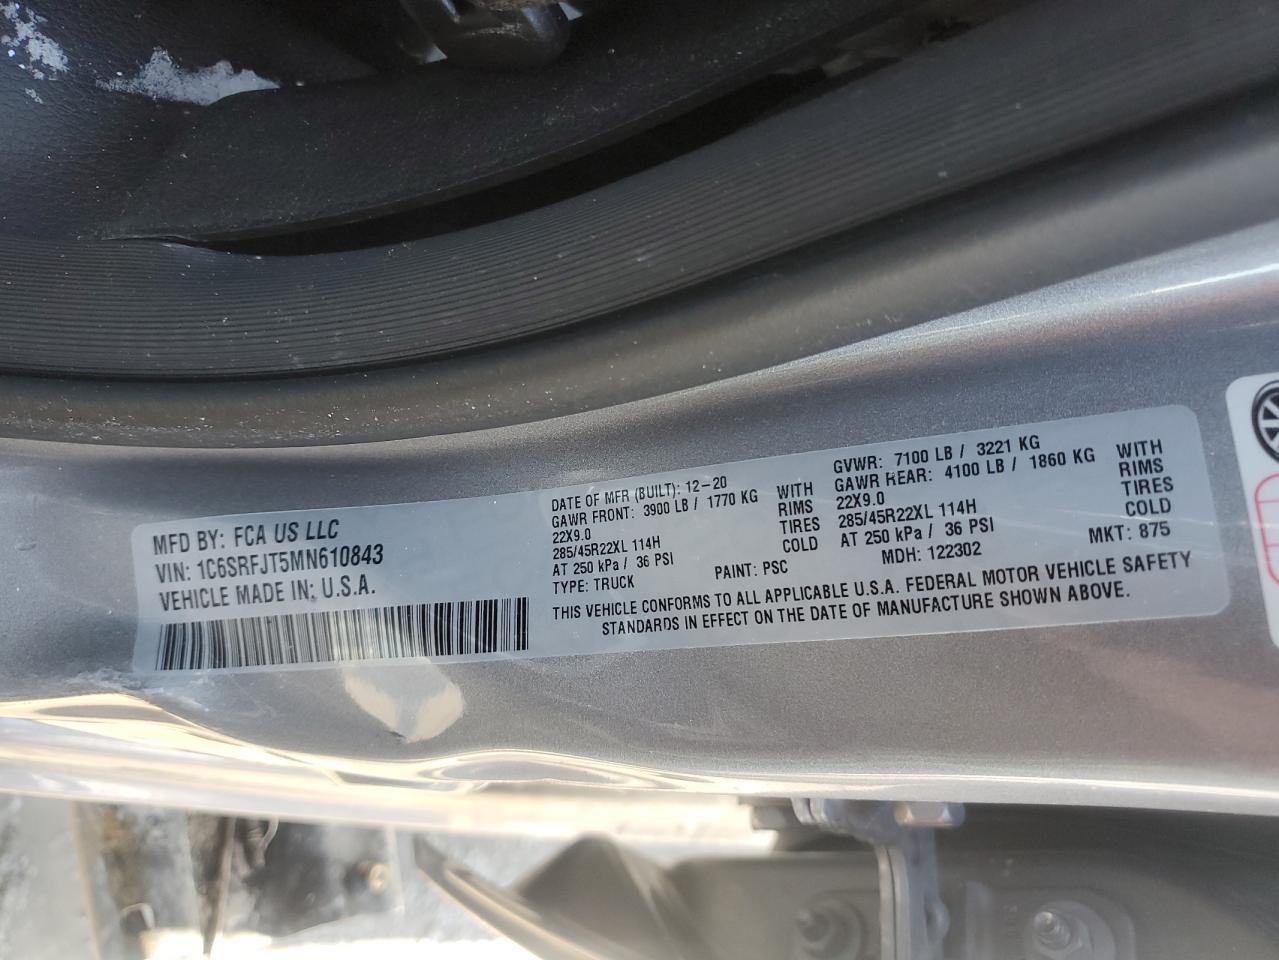 MFD BY: FCA US LLC
VIN: 1C6SRFJT5MN610843
VEHICLE MADE IN: U.S.A.
DATE OF MFR (BUILT): 12-20
GAWR FRONT: 3900 LB / 1770 KG WITH
22X9.0 RIMS
285/45R22XL 114H TIRES
AT 250 kPa / 36 PSI COLD
TYPE: TRUCK PAINT: PSC
GVWR: 7100 LB / 3221 KG
GAWR REAR: 4100 LB / 1860 KG WITH
22X9.0 RIMS
285/45R22XL 114H TIRES
AT 250 kPa / 36 PSI COLD
MDH: 122302 MKT: 875
THIS VEHICLE CONFORMS TO ALL APPLICABLE U.S.A. FEDERAL MOTOR VEHICLE SAFETY
STANDARDS IN EFFECT ON THE DATE OF MANUFACTURE SHOWN ABOVE.